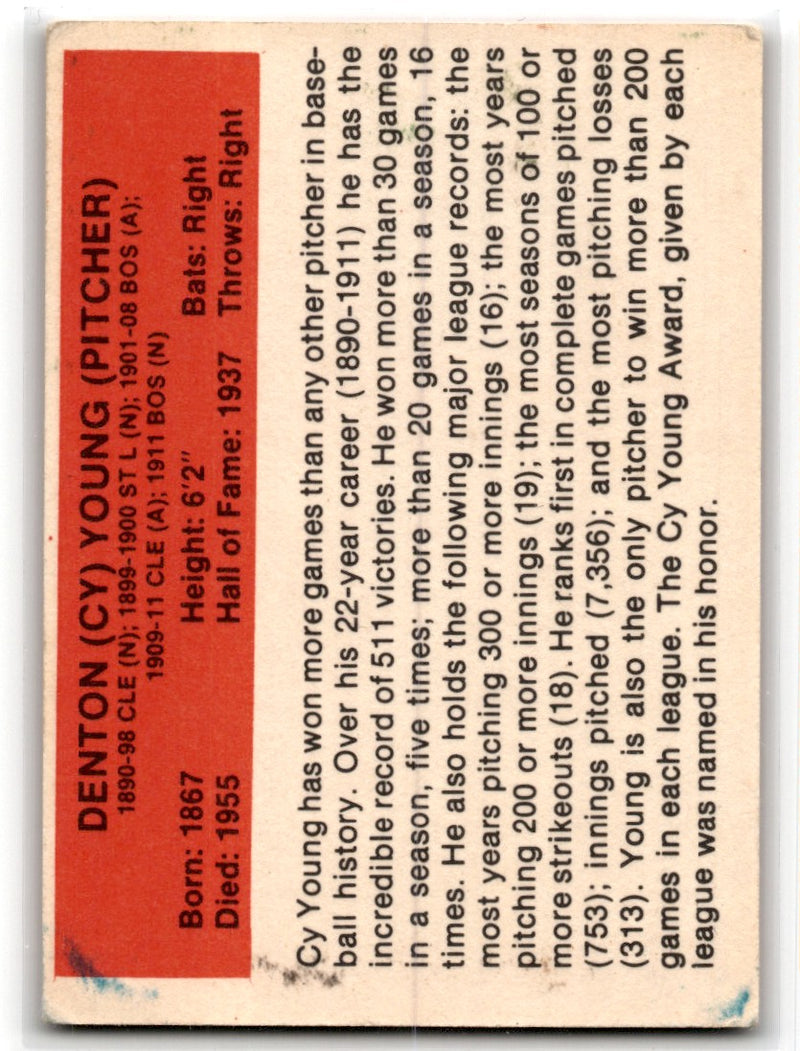 DENTON (CY) YOUNG (PITCHER)
1890-98 CLE (N); 1899-1900 ST L (N); 1901-08 BOS (A);
1909-11 CLE (A); 1911 BOS (N)
Born: 1867 Height: 6'2" Bats: Right
Died: 1955 Hall of Fame: 1937 Throws: Right
Cy Young has won more games than any other pitcher in base-
ball history. Over his 22-year career (1890-1911) he has the
incredible record of 511 victories. He won more than 30 games
in a season, five times; more than 20 games in a season, 16
times. He also holds the following major league records: the
most years pitching 300 or more innings (16); the most years
pitching 200 or more innings (19); the most seasons of 100 or
more strikeouts (18). He ranks first in complete games pitched
(753); innings pitched (7,356); and the most pitching losses
(313). Young is also the only pitcher to win more than 200
games in each league. The Cy Young Award, given by each
league was named in his honor.